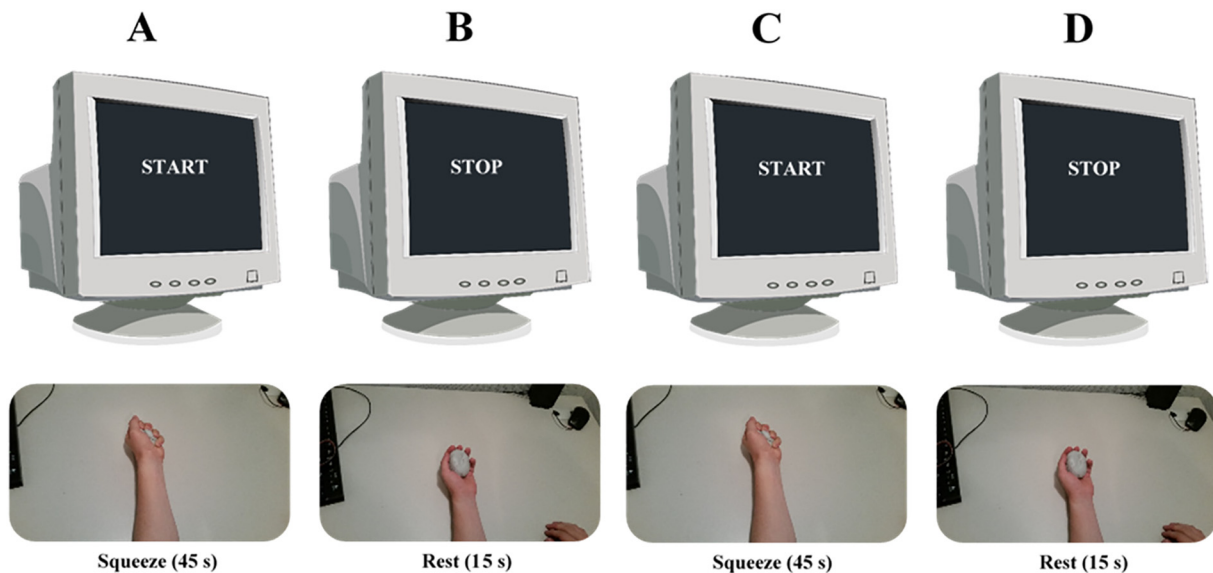 A
B
C
D
START
STOP
START
STOP
Squeeze (45 s)
Rest (15 s)
Squeeze (45 s)
Rest (15 s)